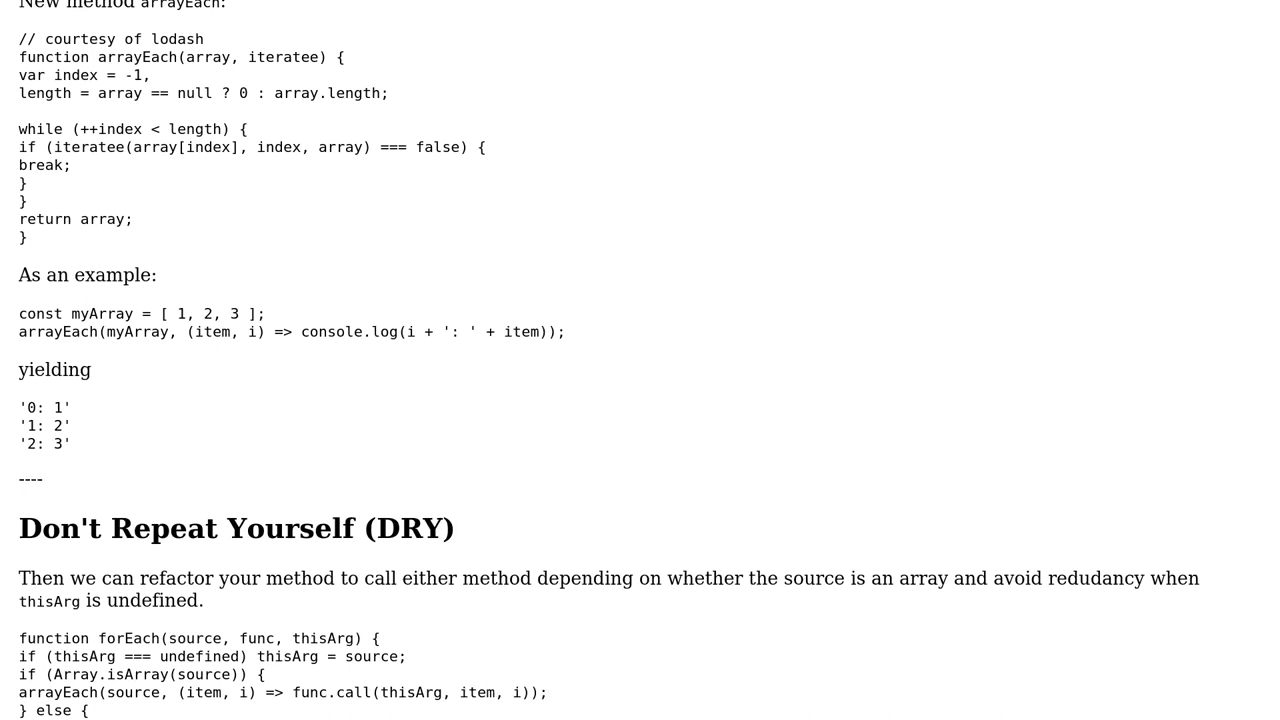 New method arrayEach:
// courtesy of lodash
function arrayEach(array, iteratee) {
var index = -1,
length = array == null ? 0 : array.length;
while (++index < length) {
if (iteratee(array[index], index, array) === false) {
break;
}
}
return array;
}
As an example:
const myArray = [ 1, 2, 3 ];
arrayEach(myArray, (item, i) => console.log(i + ': ' + item));
yielding
'0: 1'
'1: 2'
'2: 3'
----
Don't Repeat Yourself (DRY)
Then we can refactor your method to call either method depending on whether the source is an array and avoid redudancy when
thisArg is undefined.
function forEach(source, func, thisArg) {
if (thisArg === undefined) thisArg = source;
if (Array.isArray(source)) {
arrayEach(source, (item, i) => func.call(thisArg, item, i));
} else {